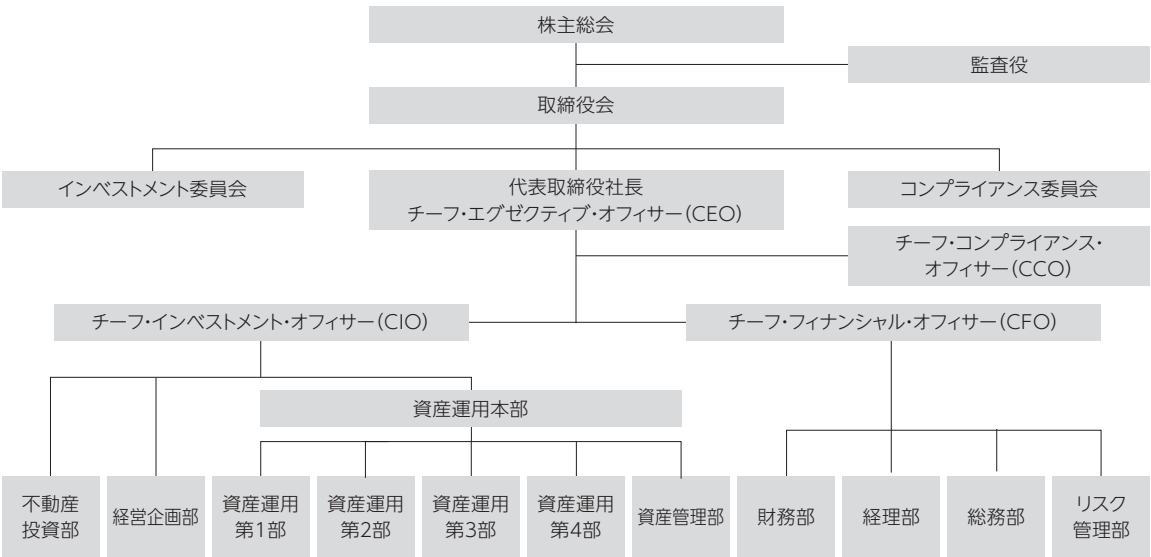 株主総会
監査役
取締役会
インベストメント委員会
代表取締役社長
チーフ・エグゼクティブ・オフィサー(CEO)
コンプライアンス委員会
チーフ・コンプライアンス・
オフィサー(CCO)
チーフ・インベストメント・オフィサー(CIO)
チーフ・フィナンシャル・オフィサー(CFO)
資産運用本部
不動産
投資部
経営企画部
資産運用
第1部
資産運用
第2部
資産運用
第3部
資産運用
第4部
資産管理部
財務部
経理部
総務部
リスク
管理部